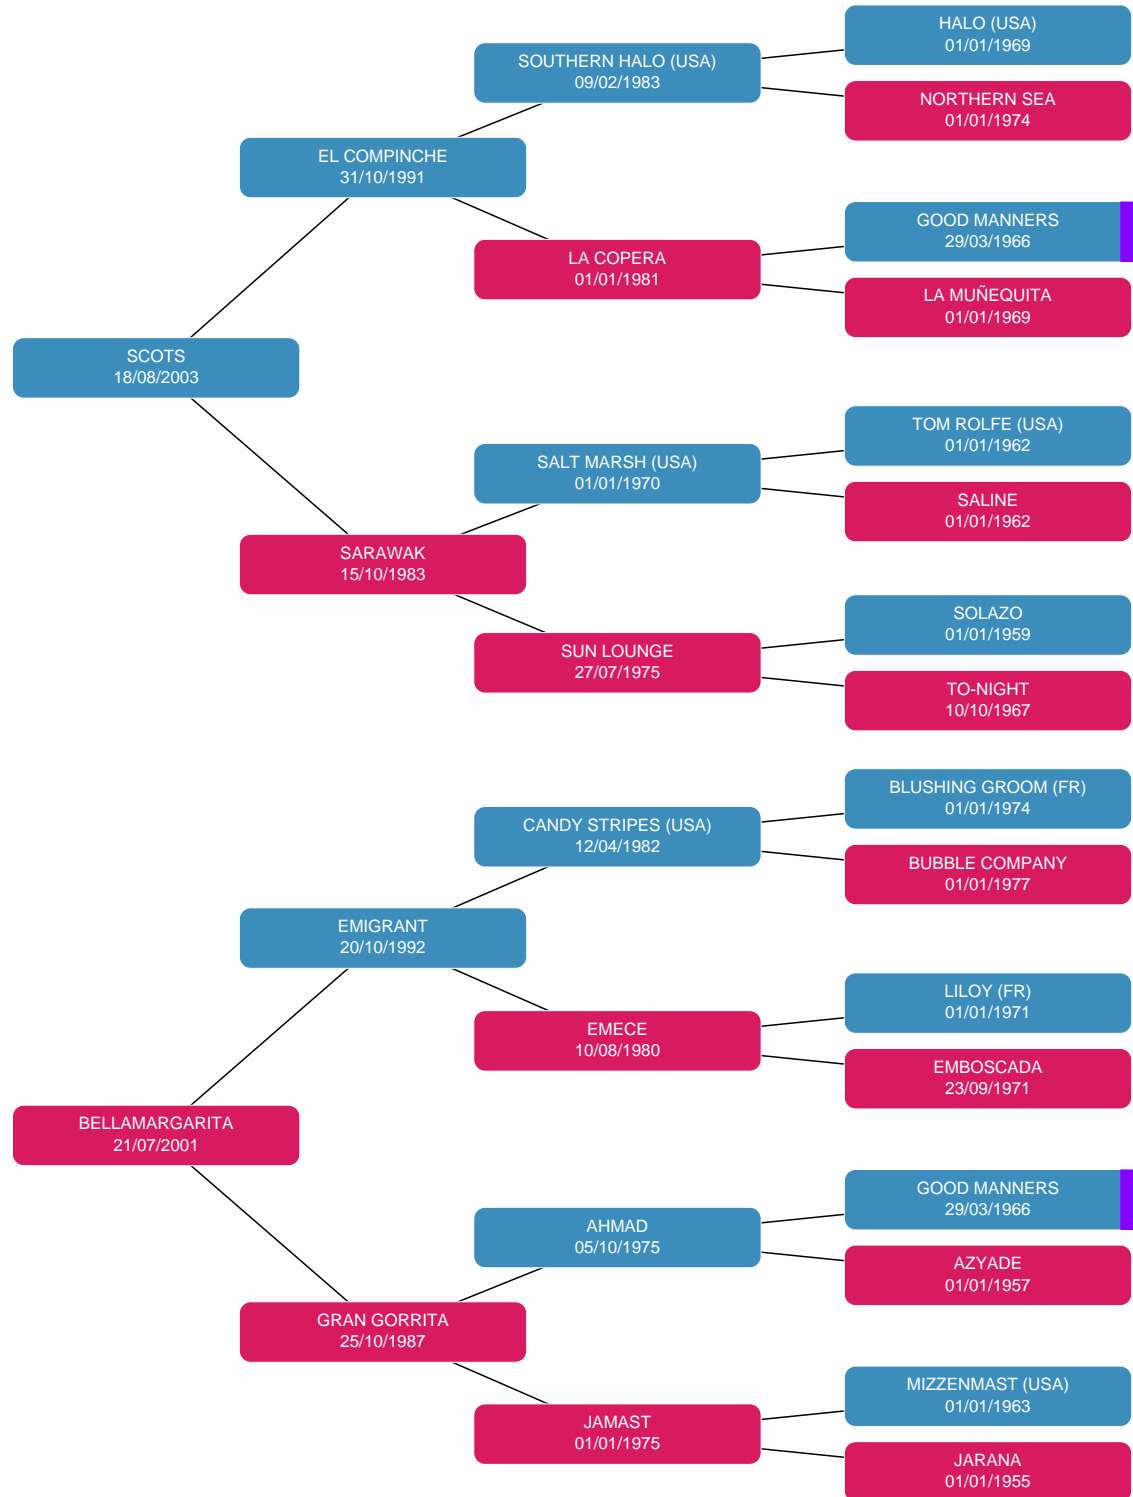 HALO (USA)
01/01/1969
SOUTHERN HALO (USA)
09/02/1983
NORTHERN SEA
01/01/1974
EL COMPINCHE
31/10/1991
GOOD MANNERS
29/03/1966
LA COPERA
01/01/1981
LA MUÑEQUITA
01/01/1969
SCOTS
18/08/2003
TOM ROLFE (USA)
01/01/1962
SALT MARSH (USA)
01/01/1970
SALINE
01/01/1962
SARAWAK
15/10/1983
SOLAZO
01/01/1959
SUN LOUNGE
27/07/1975
TO-NIGHT
10/10/1967
BLUSHING GROOM (FR)
01/01/1974
CANDY STRIPES (USA)
12/04/1982
BUBBLE COMPANY
01/01/1977
EMIGRANT
20/10/1992
LILOY (FR)
01/01/1971
EMECE
10/08/1980
EMBOSCADA
23/09/1971
BELLAMARGARITA
21/07/2001
GOOD MANNERS
29/03/1966
AHMAD
05/10/1975
AZYADE
01/01/1957
GRAN GORRITA
25/10/1987
MIZZENMAST (USA)
01/01/1963
JAMAST
01/01/1975
JARANA
01/01/1955